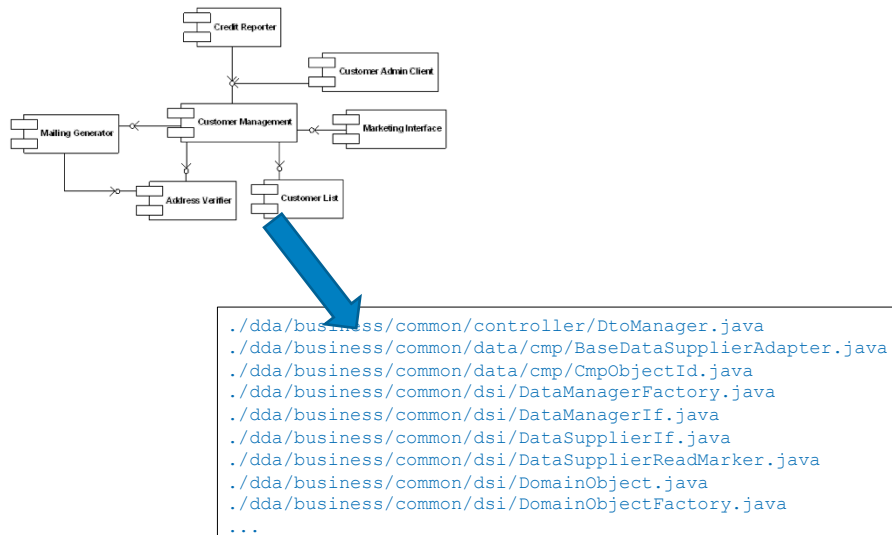 Credit Reporter
Customer Admin Client
Customer Management
Marketing Interface
Mailing Generator
Address Verifier
Customer List
./dda/business/common/controller/DtoManager.java
./dda/business/common/data/cmp/BaseDataSupplierAdapter.java
./dda/business/common/data/cmp/CmpObjectId.java
./dda/business/common/dsi/DataManagerFactory.java
./dda/business/common/dsi/DataManagerIf.java
./dda/business/common/dsi/DataSupplierIf.java
./dda/business/common/dsi/DataSupplierReadMarker.java
./dda/business/common/dsi/DomainObject.java
./dda/business/common/dsi/DomainObjectFactory.java
...